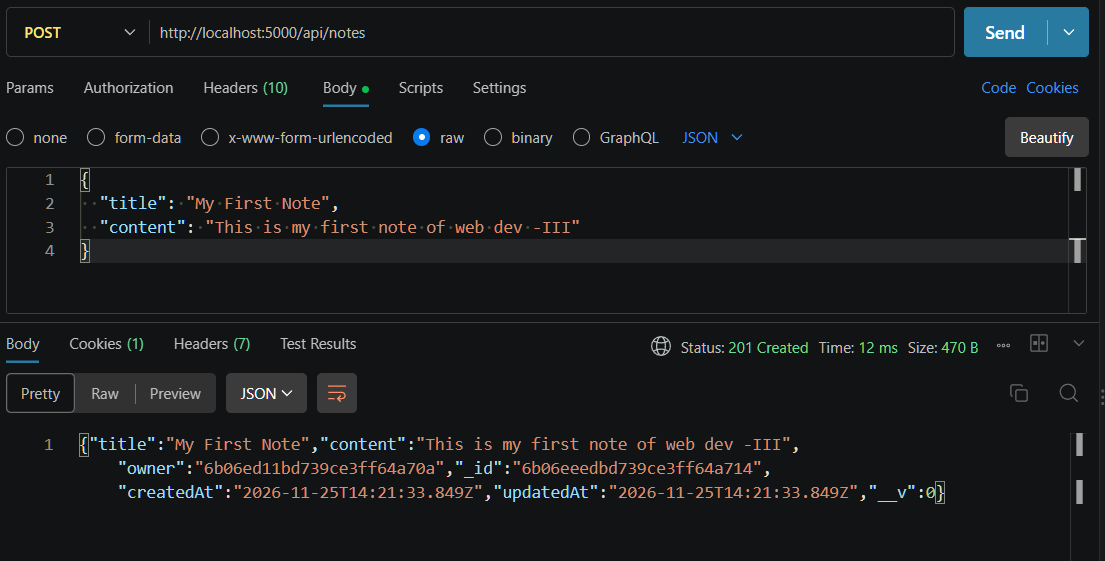 POST http://localhost:5000/api/notes Send
Params Authorization Headers (10) Body Scripts Settings Code Cookies
none form-data x-www-form-urlencoded raw binary GraphQL JSON Beautify
1 {
2 "title": "My First Note",
3 "content": "This is my first note of web dev -III"
4 }
Body Cookies (1) Headers (7) Test Results Status: 201 Created Time: 12 ms Size: 470 B
Pretty Raw Preview JSON
1 {"title":"My First Note","content":"This is my first note of web dev -III",
"owner":"6b06ed11bd739ce3ff64a70a","_id":"6b06eeedbd739ce3ff64a714",
"createdAt":"2026-11-25T14:21:33.849Z","updatedAt":"2026-11-25T14:21:33.849Z","__v":0}